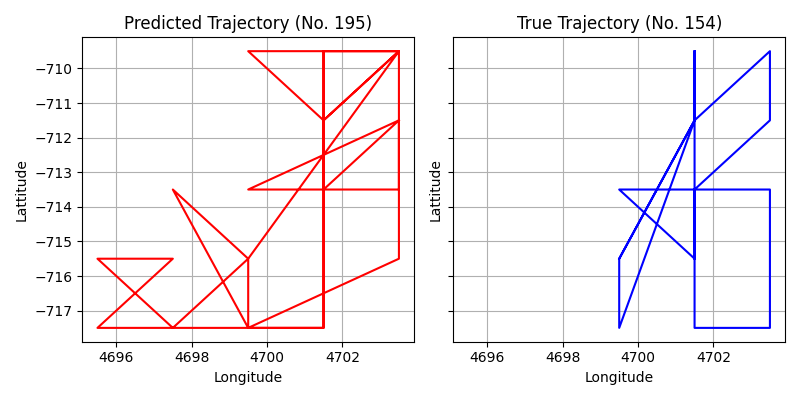 Predicted Trajectory (No. 195)
True Trajectory (No. 154)
Lattitude
−710
−711
−712
−713
−714
−715
−716
−717
4696
4698
4700
4702
Longitude
Lattitude
4696
4698
4700
4702
Longitude